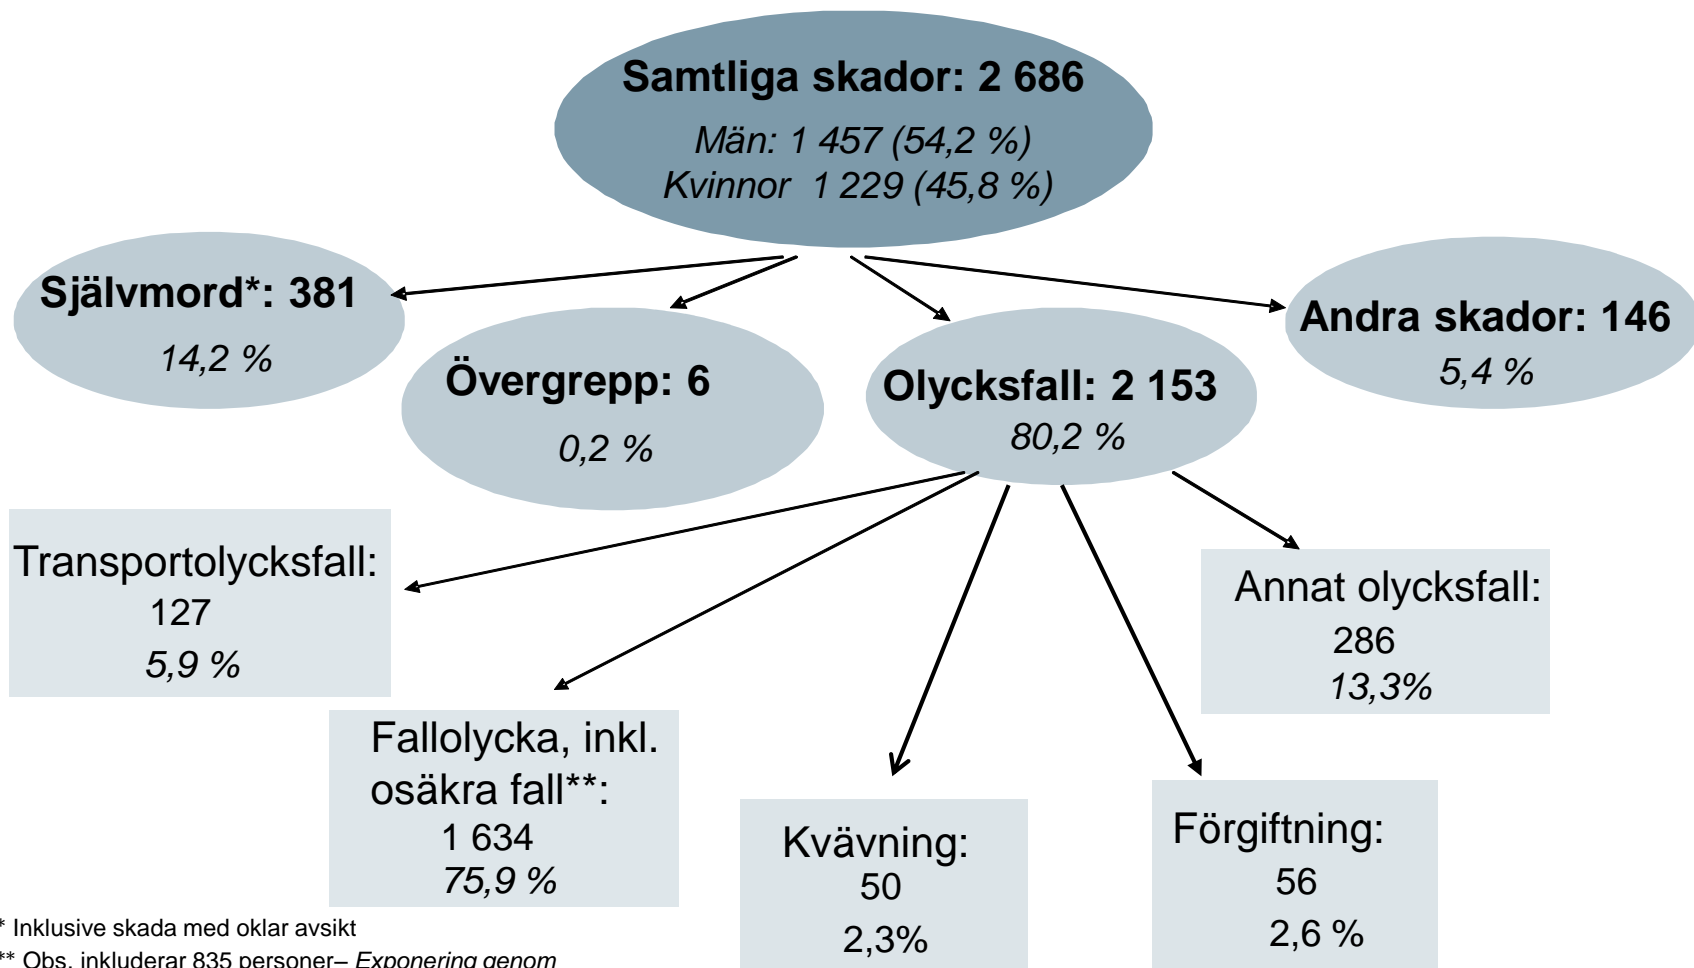 Samtliga skador: 2 686
Män: 1 457 (54,2 %)
Kvinnor 1 229 (45,8 %)
Självmord*: 381
14,2 %
Övergrepp: 6
0,2 %
Olycksfall: 2 153
80,2 %
Andra skador: 146
5,4 %
Transportolycksfall:
127
5,9 %
Fallolycka, inkl.
osäkra fall**:
1 634
75,9 %
Kvävning:
50
2,3%
Förgiftning:
56
2,6 %
Annat olycksfall:
286
13,3%
* Inklusive skada med oklar avsikt
** Obs. inkluderar 835 personer– Exponering genom